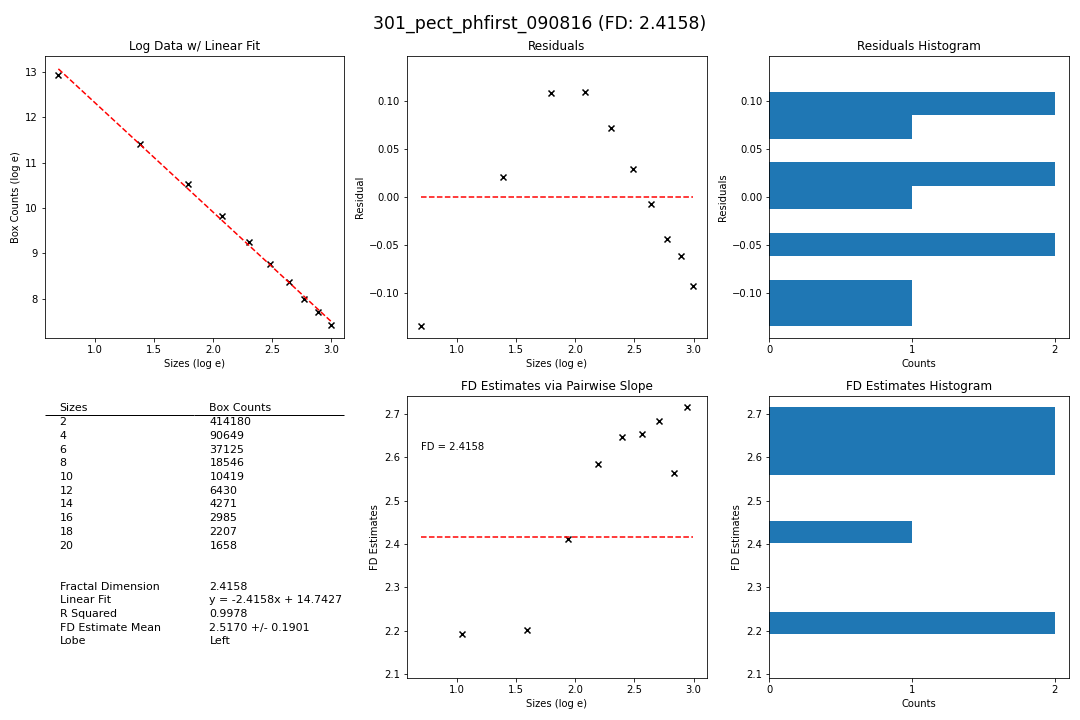 301_pect_phfirst_090816 (FD: 2.4158)
Log Data w/ Linear Fit
Box Counts (log e)
13
12
11
10
9
8
1.0 1.5 2.0 2.5 3.0
Sizes (log e)
Residuals
Residual
0.10
0.05
0.00
−0.05
−0.10
1.0 1.5 2.0 2.5 3.0
Sizes (log e)
Residuals Histogram
Residuals
0.10
0.05
0.00
−0.05
−0.10
0 1 2
Counts
Sizes Box Counts
2 414180
4 90649
6 37125
8 18546
10 10419
12 6430
14 4271
16 2985
18 2207
20 1658
Fractal Dimension 2.4158
Linear Fit y = -2.4158x + 14.7427
R Squared 0.9978
FD Estimate Mean 2.5170 +/- 0.1901
Lobe Left
FD Estimates via Pairwise Slope
FD Estimates
2.7
2.6
2.5
2.4
2.3
2.2
2.1
FD = 2.4158
1.0 1.5 2.0 2.5 3.0
Sizes (log e)
FD Estimates Histogram
FD Estimates
2.7
2.6
2.5
2.4
2.3
2.2
2.1
0 1 2
Counts